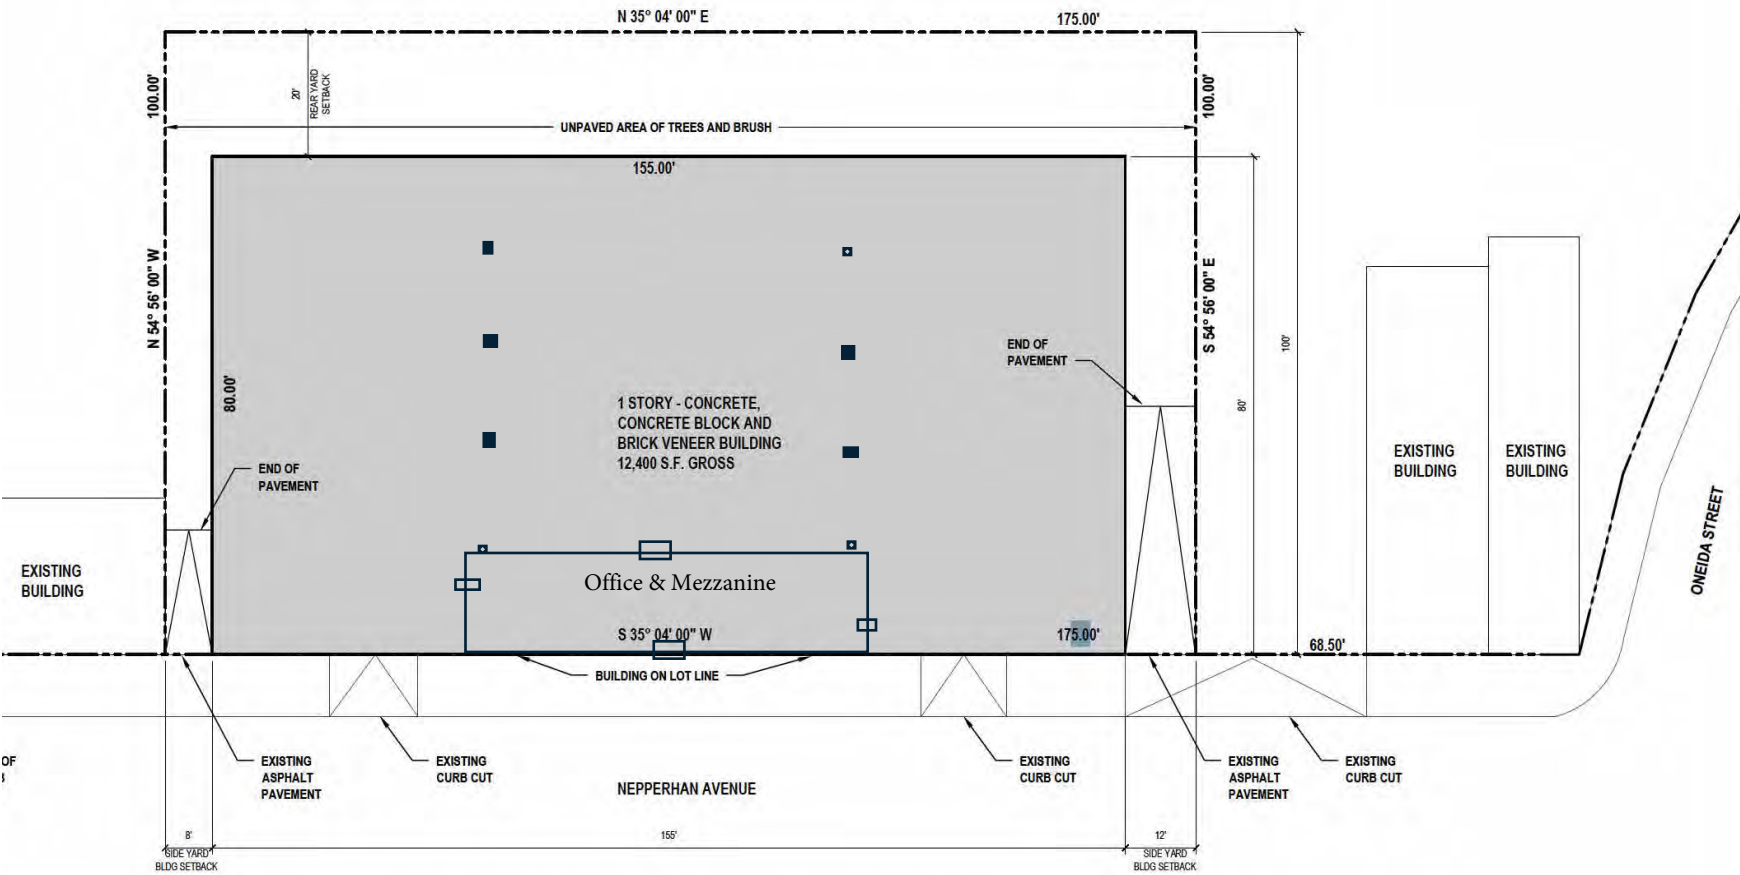 N 35° 04' 00" E
175.00'
100.00'
100.00'
20'
REAR YARD
SETBACK
UNPAVED AREA OF TREES AND BRUSH
155.00'
N 54° 56' 00" W
S 54° 56' 00" E
END OF
PAVEMENT
100'
80'
80.00'
1 STORY - CONCRETE,
CONCRETE BLOCK AND
BRICK VENEER BUILDING
12,400 S.F. GROSS
END OF
PAVEMENT
EXISTING
BUILDING
EXISTING
BUILDING
ONEIDA STREET
EXISTING
BUILDING
Office & Mezzanine
S 35° 04' 00" W
175.00'
68.50'
BUILDING ON LOT LINE
OF
EXISTING
ASPHALT
PAVEMENT
EXISTING
CURB CUT
NEPPERHAN AVENUE
EXISTING
CURB CUT
EXISTING
ASPHALT
PAVEMENT
EXISTING
CURB CUT
8'
155'
12'
SIDE YARD
BLDG SETBACK
SIDE YARD
BLDG SETBACK